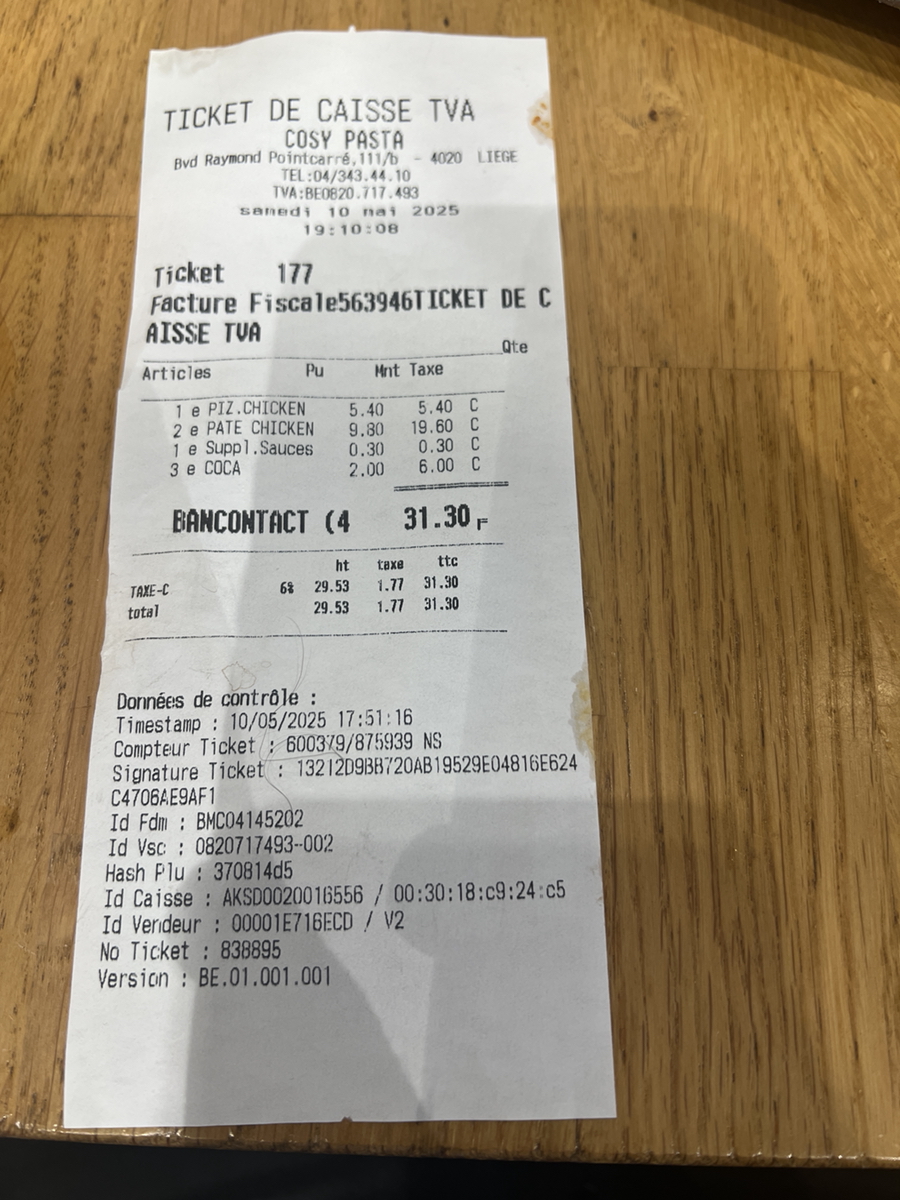 TICKET DE CAISSE TVA
COSY PASTA
Bvd Raymond Pointcarré,111/b - 4020 LIEGE
TEL:04/343.44.10
TVA:BE0820.717.493
samedi 10 mai 2025
19:10:08
Ticket 177
Facture Fiscale563946TICKET DE C
AISSE TVA
Qte
Articles Pu Mnt Taxe
1 e PIZ.CHICKEN 5.40 5.40 C
2 e PATE CHICKEN 9.80 19.60 C
1 e Suppl.Sauces 0.30 0.30 C
3 e COCA 2.00 6.00 C
BANCONTACT (4 31.30 F
ht taxe ttc
TAXE-C 6% 29.53 1.77 31.30
total 29.53 1.77 31.30
Données de contrôle :
Timestamp : 10/05/2025 17:51:16
Compteur Ticket : 600379/875939 NS
Signature Ticket : 13212D9BB720AB19529E04816E624
C4706AE9AF1
Id Fdm : BMC04145202
Id Vsc : 0820717493-002
Hash Plu : 370814d5
Id Caisse : AKSD0020016556 / 00:30:18:c9:24:c5
Id Vendeur : 00001E716ECD / V2
No Ticket : 838895
Version : BE.01.001.001